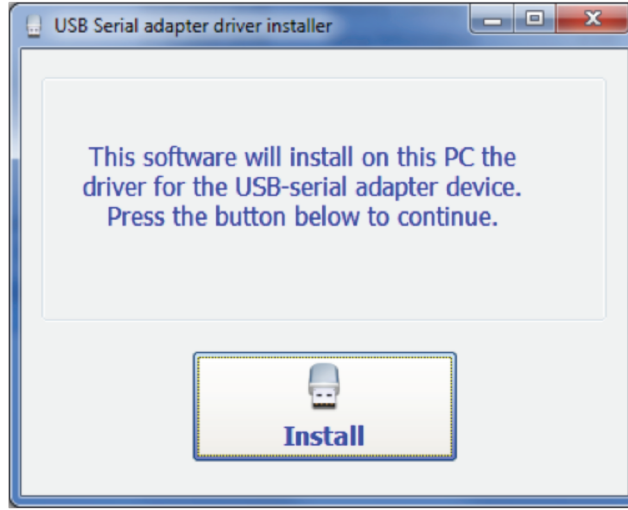 USB Serial adapter driver installer
This software will install on this PC the
driver for the USB-serial adapter device.
Press the button below to continue.
Install